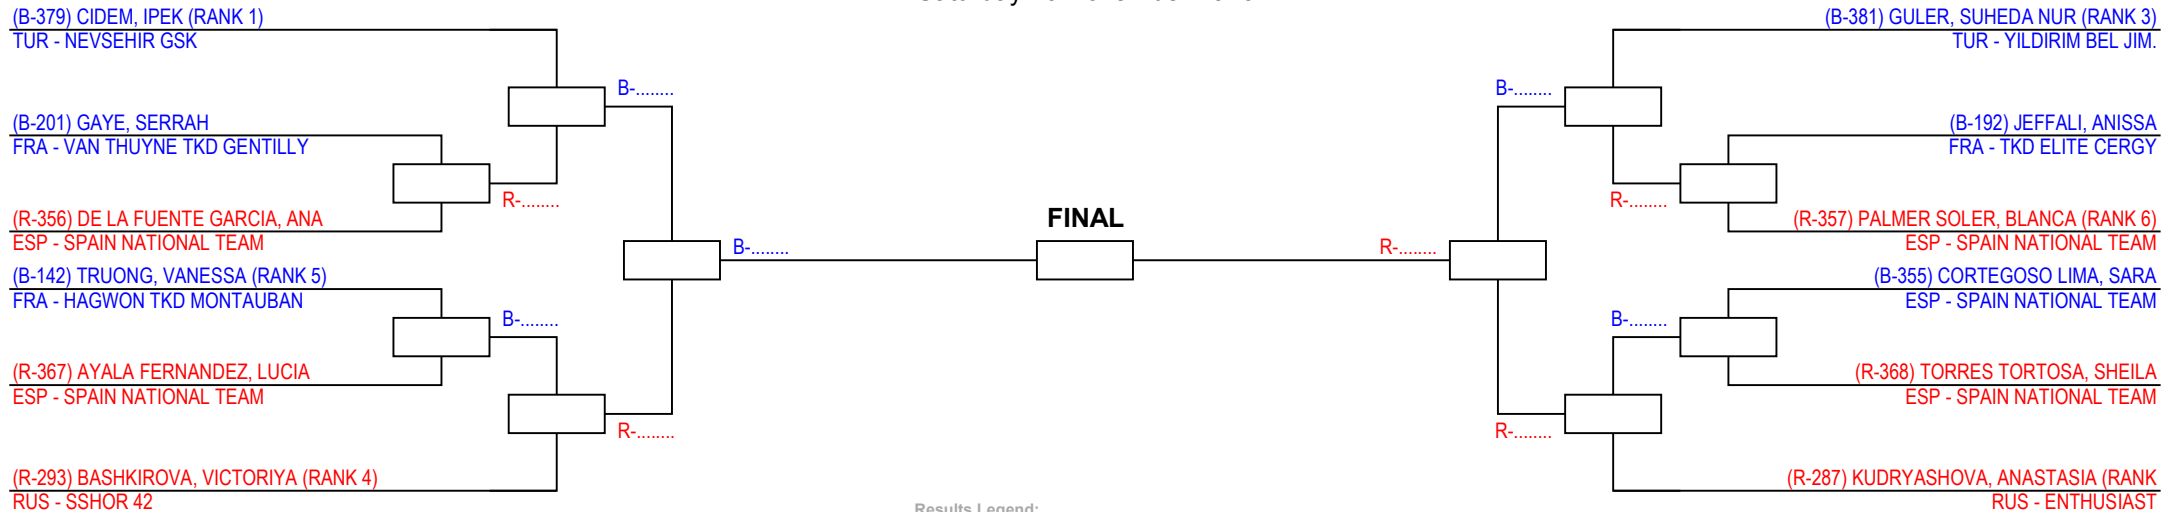 (B-379) CIDEM, IPEK (RANK 1)
TUR - NEVSEHIR GSK
(B-201) GAYE, SERRAH
FRA - VAN THUYNE TKD GENTILLY
(R-356) DE LA FUENTE GARCIA, ANA
ESP - SPAIN NATIONAL TEAM
(B-142) TRUONG, VANESSA (RANK 5)
FRA - HAGWON TKD MONTAUBAN
(R-367) AYALA FERNANDEZ, LUCIA
ESP - SPAIN NATIONAL TEAM
(R-293) BASHKIROVA, VICTORIYA (RANK 4)
RUS - SSHOR 42
B-........
R-........
B-........
R-........
B-........
FINAL
R-........
B-........
R-........
B-........
R-........
(B-381) GULER, SUHEDA NUR (RANK 3)
TUR - YILDIRIM BEL JIM.
(B-192) JEFFALI, ANISSA
FRA - TKD ELITE CERGY
(R-357) PALMER SOLER, BLANCA (RANK 6)
ESP - SPAIN NATIONAL TEAM
(B-355) CORTEGOSO LIMA, SARA
ESP - SPAIN NATIONAL TEAM
(R-368) TORRES TORTOSA, SHEILA
ESP - SPAIN NATIONAL TEAM
(R-287) KUDRYASHOVA, ANASTASIA (RANK
RUS - ENTHUSIAST
Results Legend: